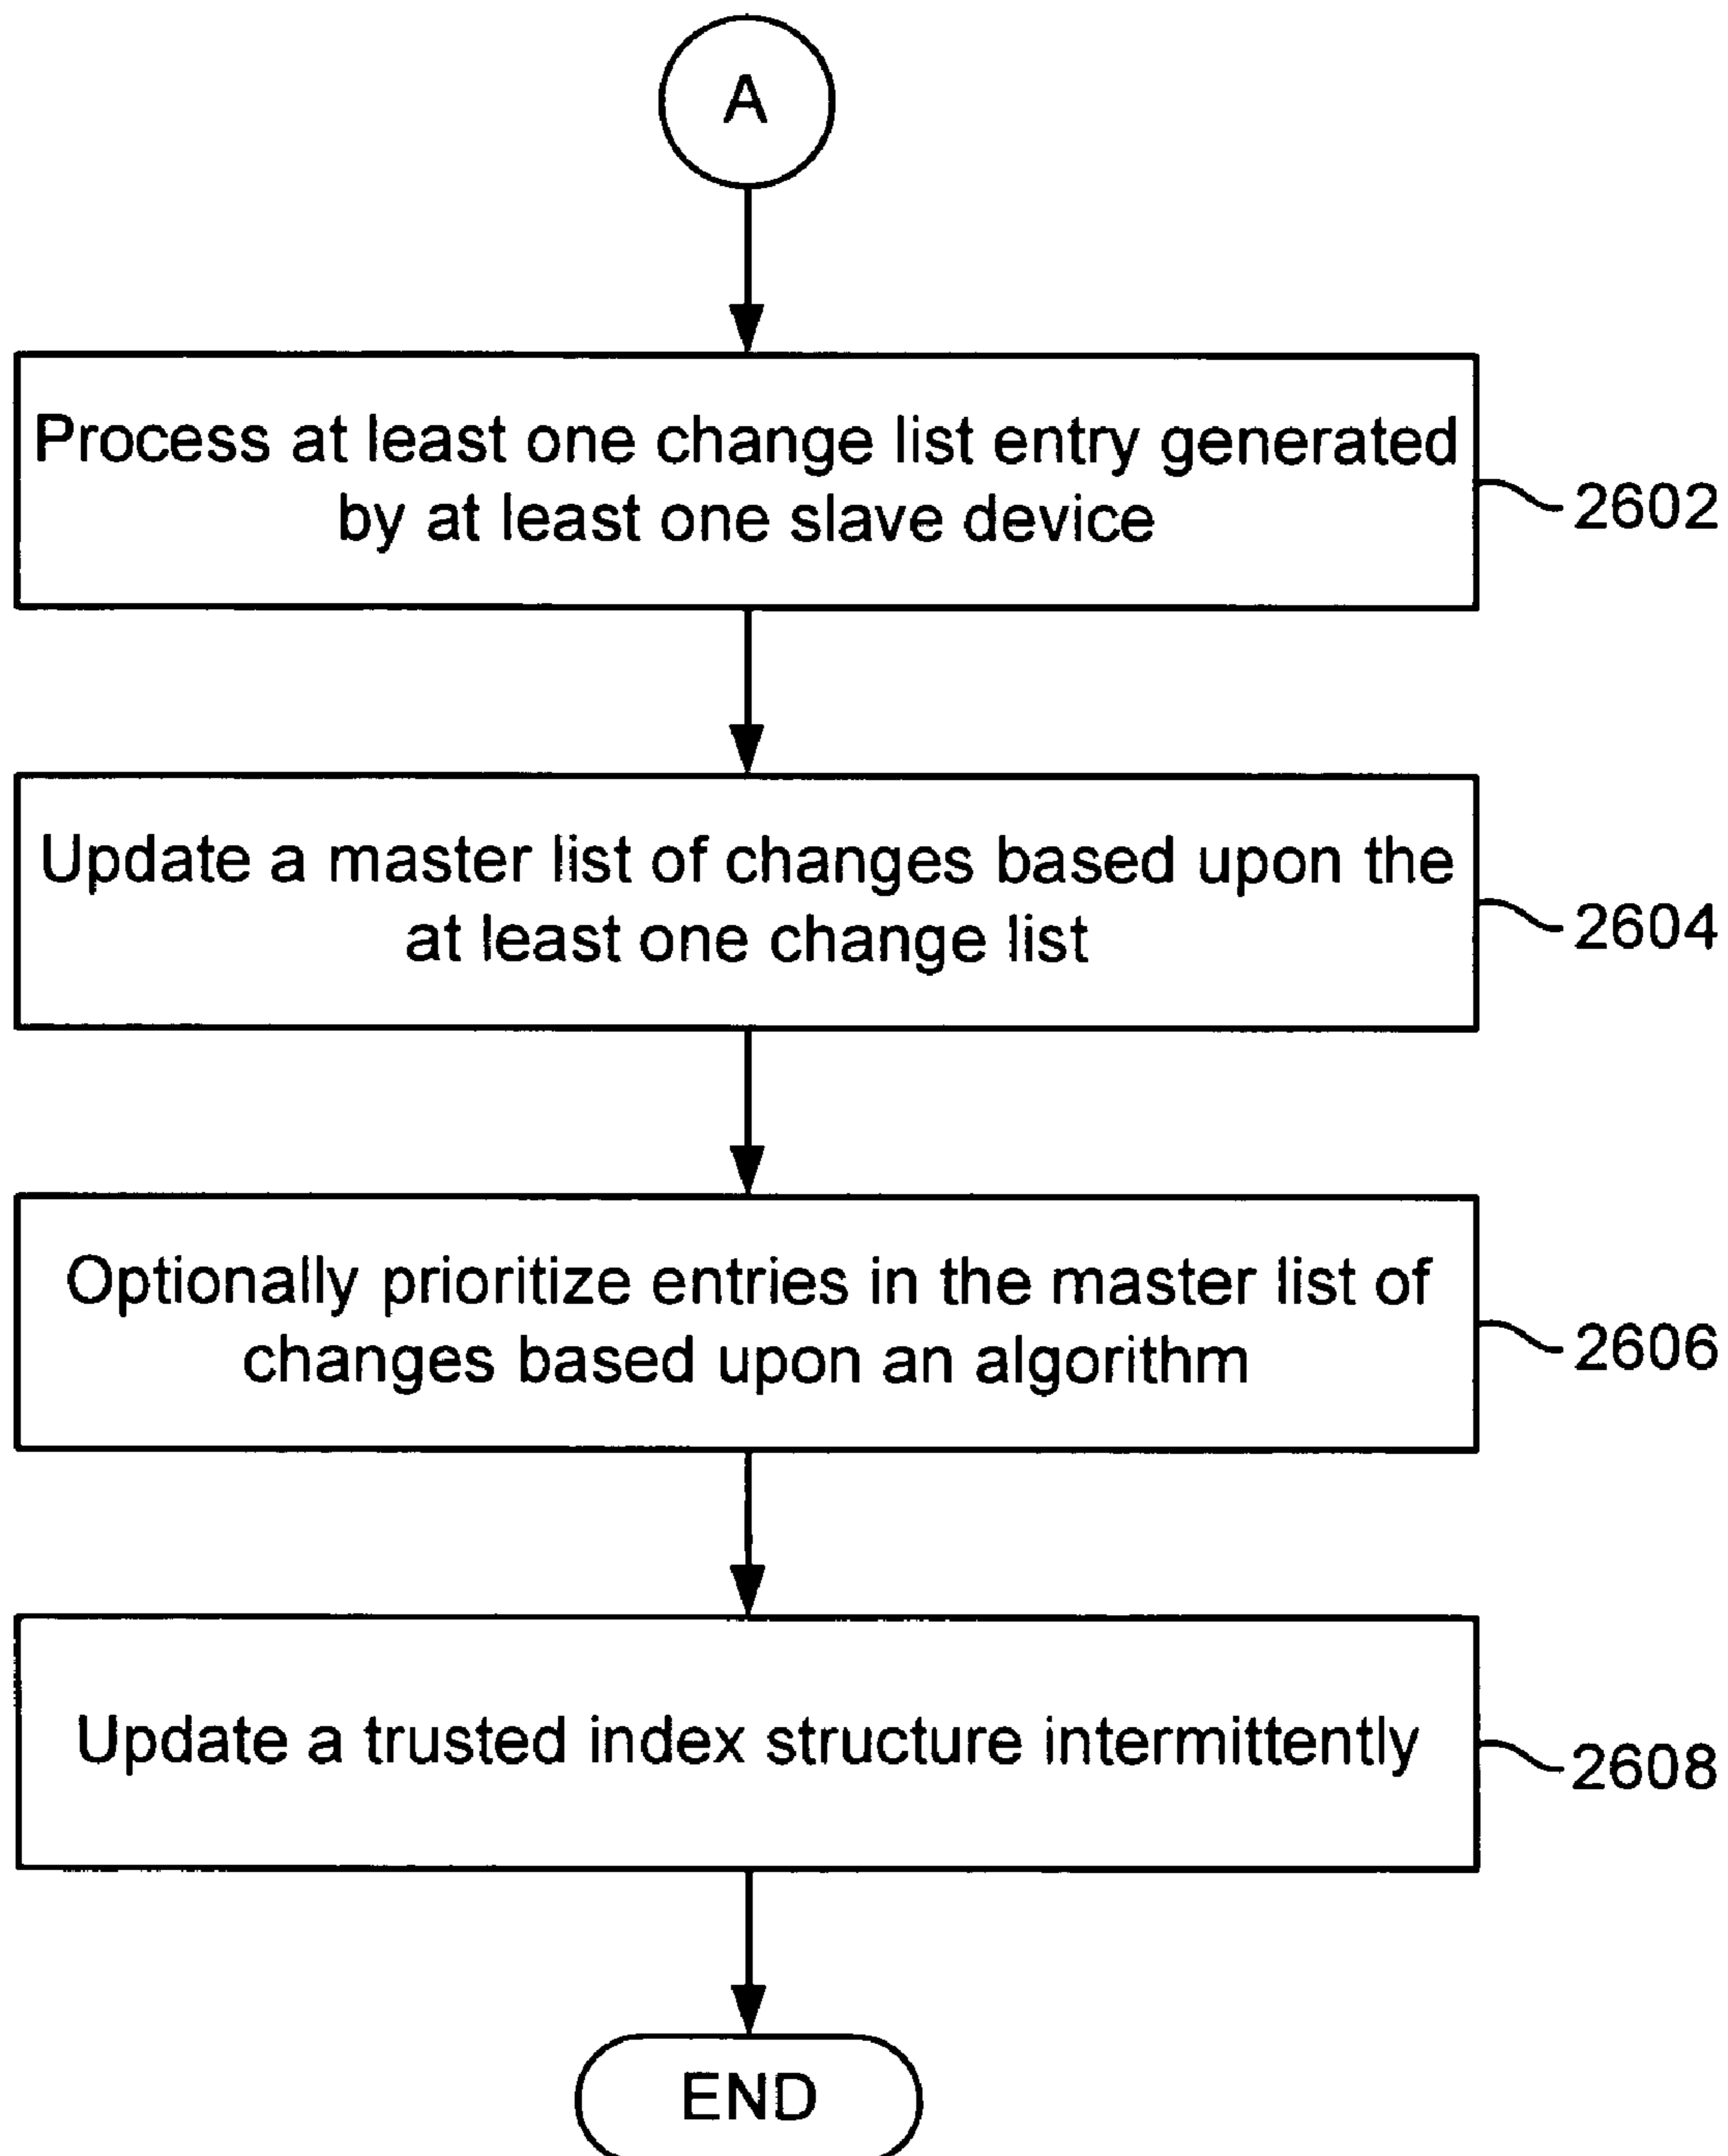 A
Process at least one change list entry generated
by at least one slave device
2602
Update a master list of changes based upon the
at least one change list
2604
Optionally prioritize entries in the master list of
changes based upon an algorithm
2606
Update a trusted index structure intermittently
2608
END